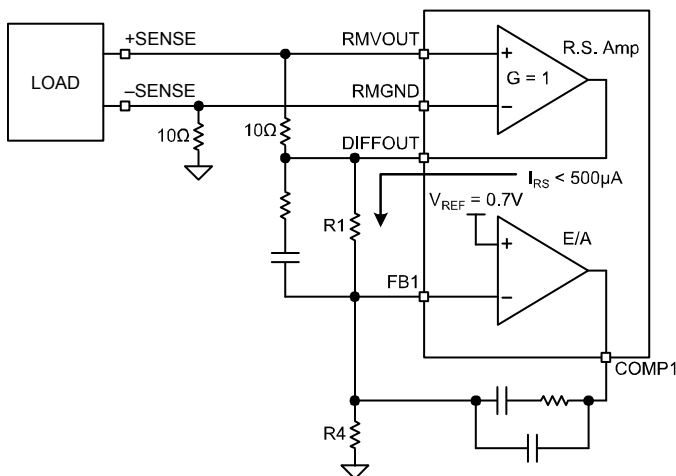 +SENSE
RMVOUT
R.S. Amp
LOAD
G = 1
–SENSE
RMGND
10Ω
10Ω
DIFFOUT
I_RS < 500μA
V_REF = 0.7V
R1
E/A
FB1
COMP1
R4
+
–
+
–